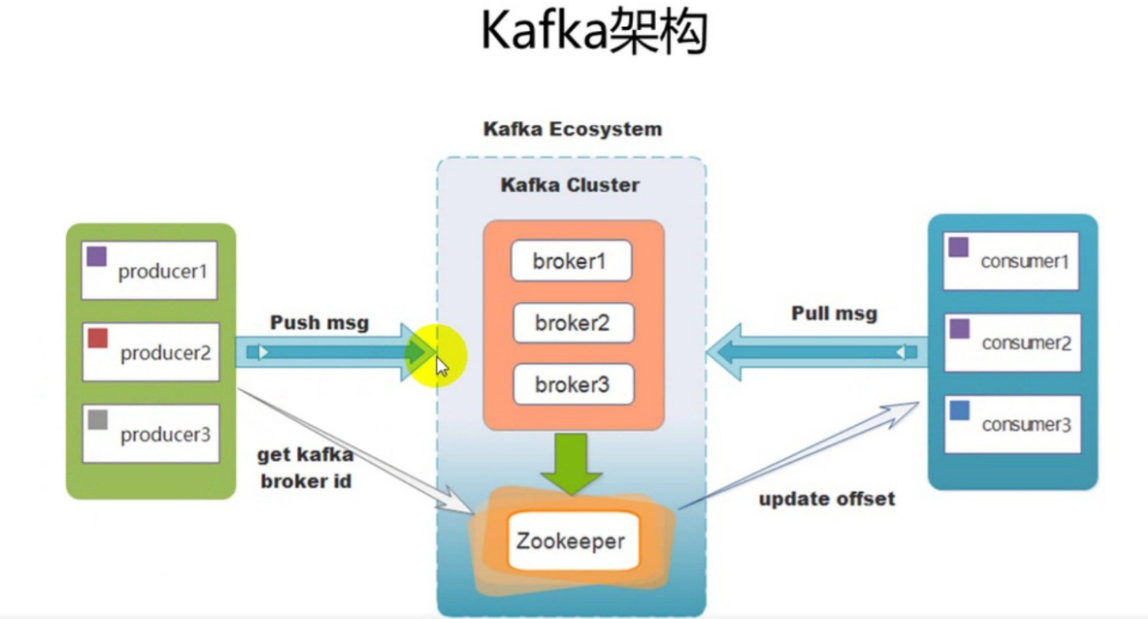 Kafka架构
Kafka Ecosystem
Kafka Cluster
producer1
producer2
producer3
Push msg
get kafka
broker id
broker1
broker2
broker3
Zookeeper
Pull msg
update offset
consumer1
consumer2
consumer3